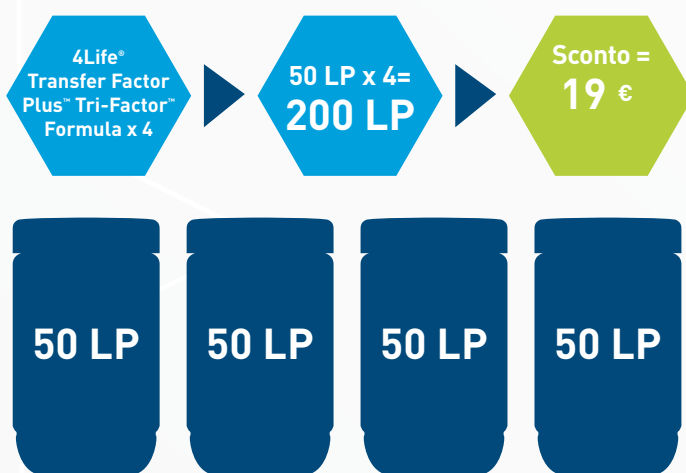 4Life®
Transfer Factor
Plus™ Tri-Factor™
Formula x 4
50 LP x 4=
200 LP
Sconto =
19 €
50 LP
50 LP
50 LP
50 LP